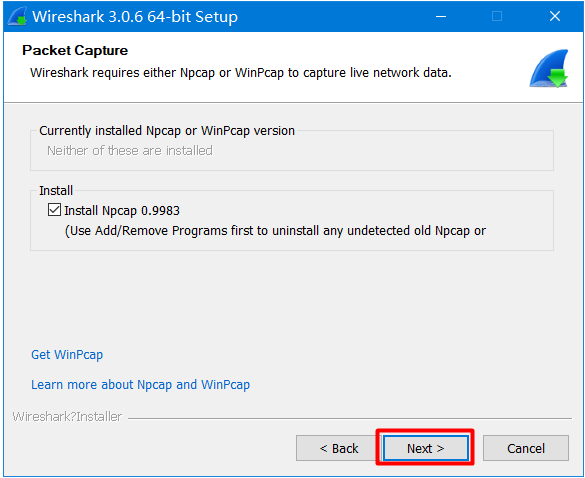 Wireshark 3.0.6 64-bit Setup
Packet Capture
Wireshark requires either Npcap or WinPcap to capture live network data.
Currently installed Npcap or WinPcap version
Neither of these are installed
Install
Install Npcap 0.9983
(Use Add/Remove Programs first to uninstall any undetected old Npcap or
Get WinPcap
Learn more about Npcap and WinPcap
Wireshark?Installer
< Back
Next >
Cancel